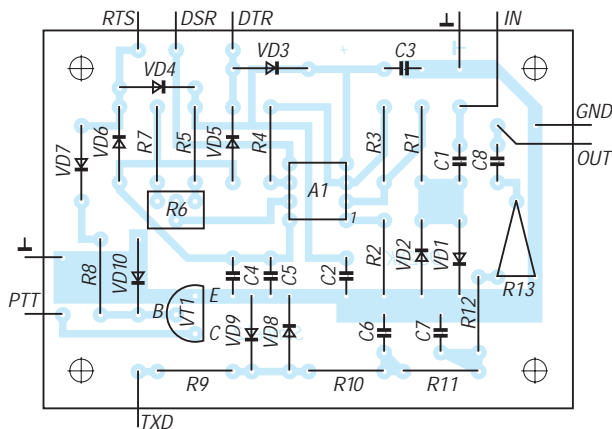 RTS DSR DTR ⊥ IN
VD3 C3
VD4
GND
OUT
VD7 VD6 R7 R5 VD5 R4 R3 R1 C1 C8
A1
R6
1
R8 VD10 C4 C5 C2 R2 VD2 VD1
⊥
R13
PTT
B VT1 E C
VD9 VD8 C6 C7 R12
R9 R10 R11
TXD